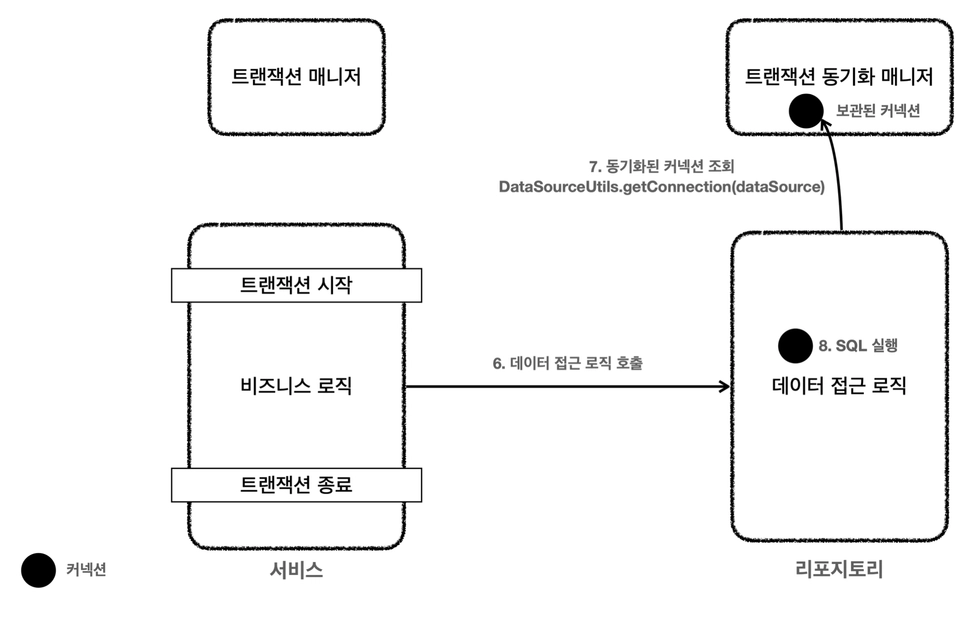 트랜잭션 매니저
트랜잭션 동기화 매니저
보관된 커넥션
7. 동기화된 커넥션 조회
DataSourceUtils.getConnection(dataSource)
트랜잭션 시작
8. SQL 실행
6. 데이터 접근 로직 호출
비즈니스 로직
데이터 접근 로직
트랜잭션 종료
커넥션
서비스
리포지토리